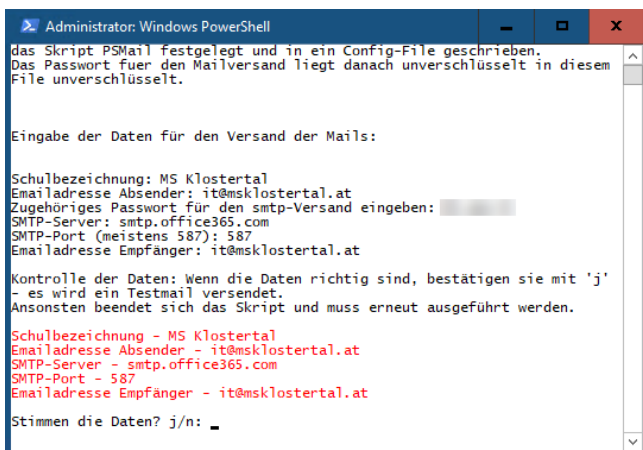 Administrator: Windows PowerShell
das Skript PSMail festgelegt und in ein Config-File geschrieben.
Das Passwort fuer den Mailversand liegt danach unverschlüsselt in diesem
File unverschlüsselt.
Eingabe der Daten für den Versand der Mails:
Schulbezeichnung: MS Klostertal
Emailadresse Absender: it@msklostertal.at
Zugehöriges Passwort für den smtp-Versand eingeben:
SMTP-Server: smtp.office365.com
SMTP-Port (meistens 587): 587
Emailadresse Empfänger: it@msklostertal.at
Kontrolle der Daten: Wenn die Daten richtig sind, bestätigen sie mit 'j'
- es wird ein Testmail versendet.
Ansonsten beendet sich das Skript und muss erneut ausgeführt werden.
Schulbezeichnung - MS Klostertal
Emailadresse Absender - it@msklostertal.at
SMTP-Server - smtp.office365.com
SMTP-Port - 587
Emailadresse Empfänger - it@msklostertal.at
Stimmen die Daten? j/n: